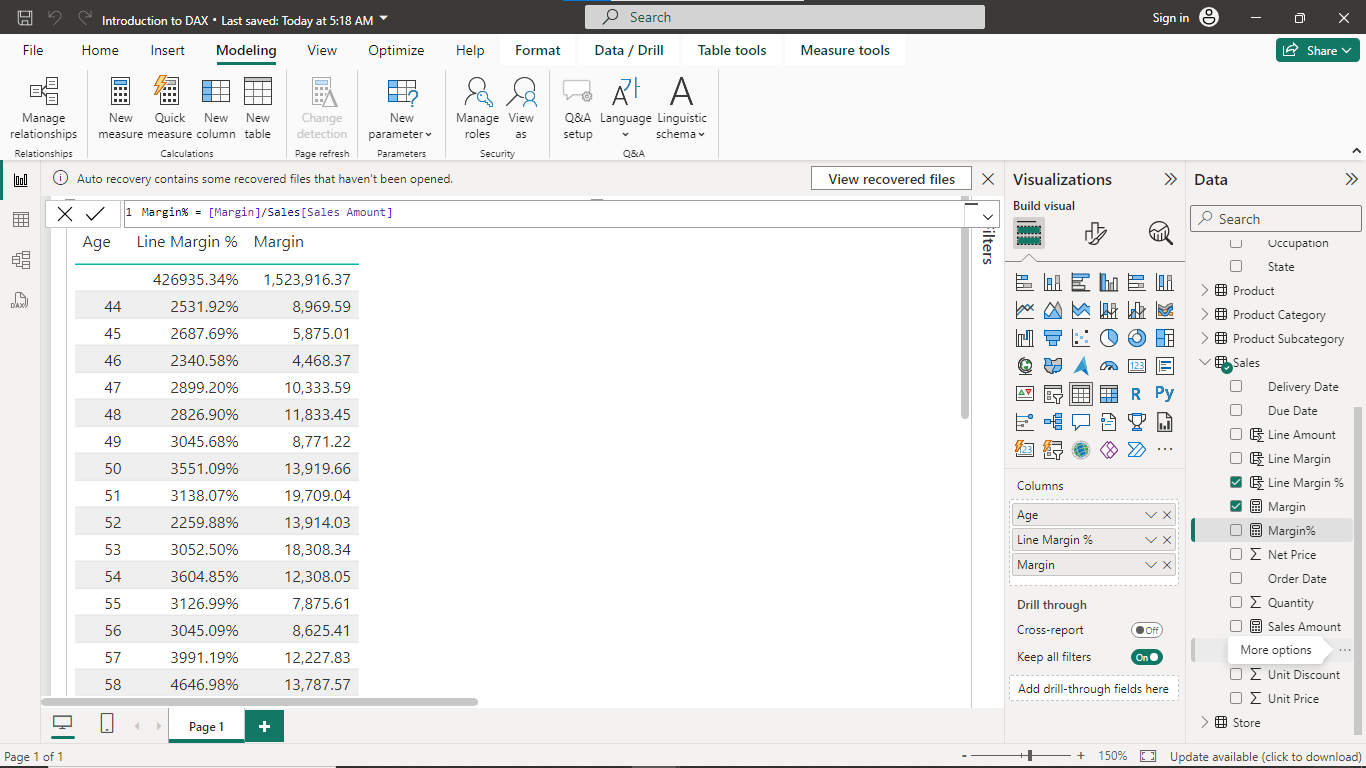 Introduction to DAX • Last saved: Today at 5:18 AM
Search
Sign in
File Home Insert Modeling View Optimize Help Format Data / Drill Table tools Measure tools
Share
Manage relationships
New measure
Quick measure
New column
New table
Change detection
New parameter
Manage roles
View as
Q&A setup
Language
Linguistic schema
Relationships
Calculations
Page refresh
Parameters
Security
Q&A
Auto recovery contains some recovered files that haven't been opened.
View recovered files
1 Margin% = [Margin]/Sales[Sales Amount]
Age Line Margin % Margin
426935.34% 1,523,916.37
44 2531.92% 8,969.59
45 2687.69% 5,875.01
46 2340.58% 4,468.37
47 2899.20% 10,333.59
48 2826.90% 11,833.45
49 3045.68% 8,771.22
50 3551.09% 13,919.66
51 3138.07% 19,709.04
52 2259.88% 13,914.03
53 3052.50% 18,308.34
54 3604.85% 12,308.05
55 3126.99% 7,875.61
56 3045.09% 8,625.41
57 3991.19% 12,227.83
58 4646.98% 13,787.57
Filters
Visualizations
Build visual
123
R
Py
123
Columns
Age
Line Margin %
Margin
Drill through
Cross-report
Off
Keep all filters
On
Add drill-through fields here
Data
Search
Occupation
State
Product
Product Category
Product Subcategory
Sales
Delivery Date
Due Date
Line Amount
Line Margin
Line Margin %
Margin
Margin%
Net Price
Order Date
Quantity
Sales Amount
More options
Unit Discount
Unit Price
Store
Page 1
Page 1 of 1
- + 150%
Update available (click to download)